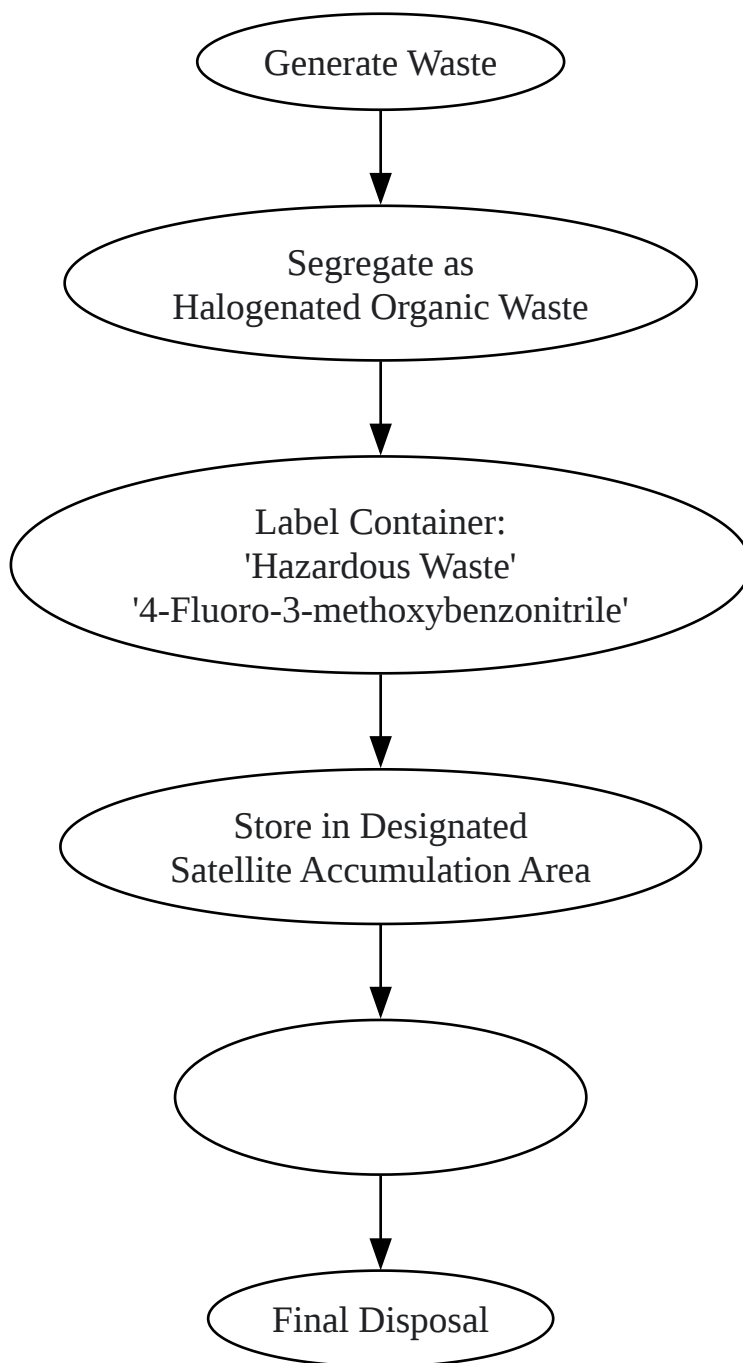 Generate Waste
Segregate as
Halogenated Organic Waste
Label Container:
'Hazardous Waste'
'4-Fluoro-3-methoxybenzonitrile'
Store in Designated
Satellite Accumulation Area
Final Disposal